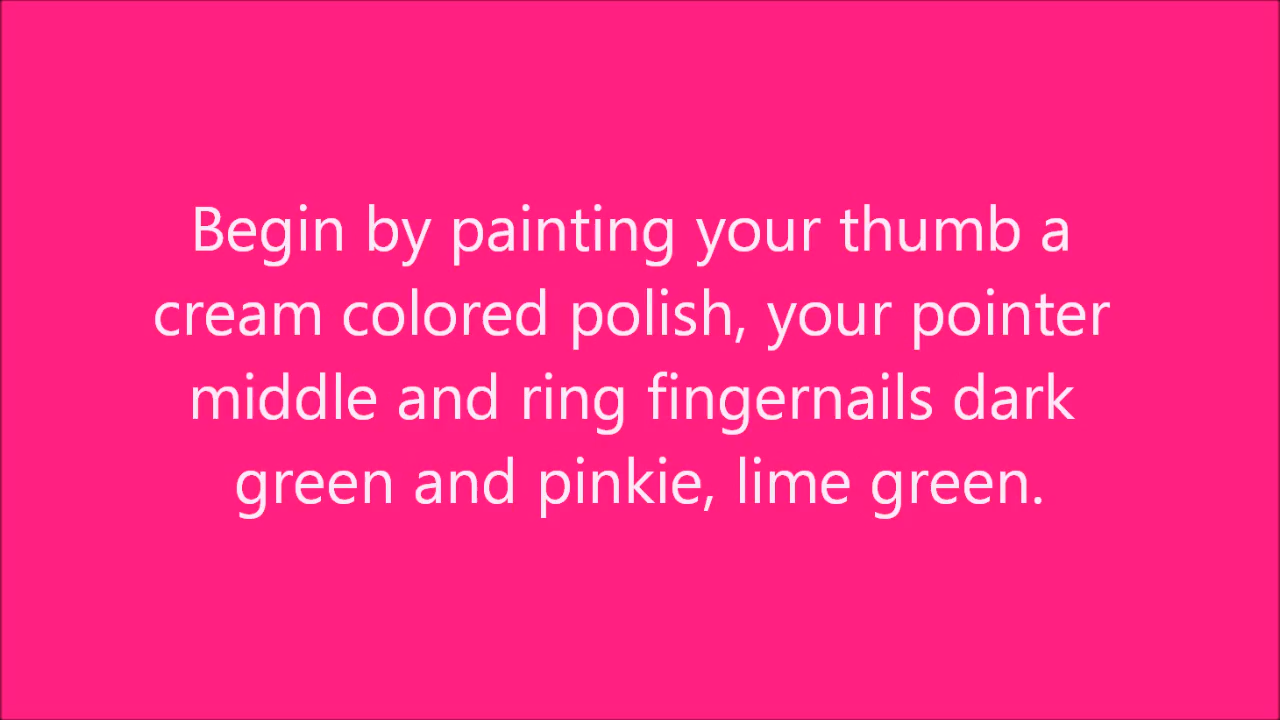 Begin by painting your thumb a
cream colored polish, your pointer
middle and ring fingernails dark
green and pinkie, lime green.